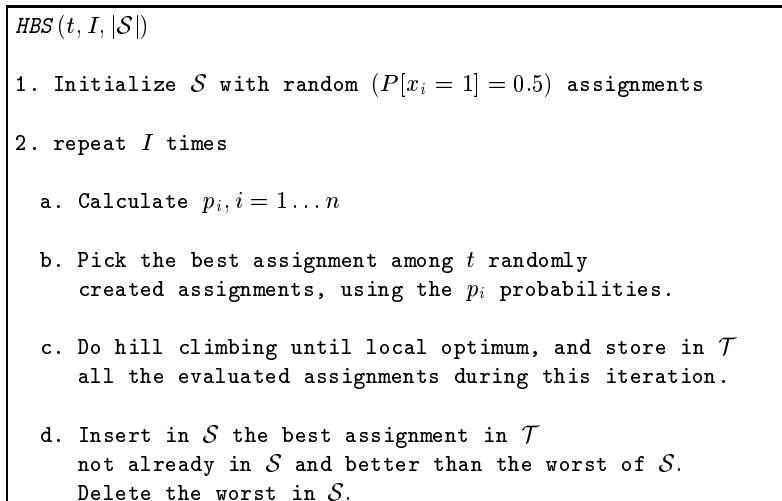 HBS(t, I, |𝒮|)
1. Initialize 𝒮 with random (P[x_i = 1] = 0.5) assignments
2. repeat I times
a. Calculate p_i, i = 1 … n
b. Pick the best assignment among t randomly
created assignments, using the p_i probabilities.
c. Do hill climbing until local optimum, and store in 𝒯
all the evaluated assignments during this iteration.
d. Insert in 𝒮 the best assignment in 𝒯
not already in 𝒮 and better than the worst of 𝒮.
Delete the worst in 𝒮.